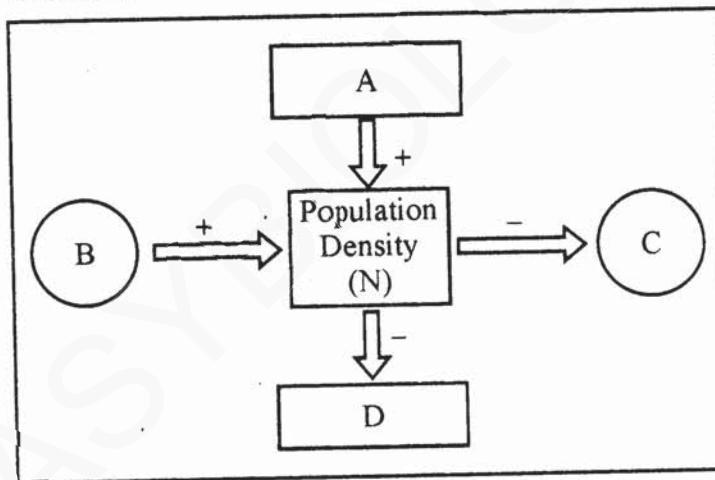 A
+
B
+
Population
Density
(N)
–
C
–
D